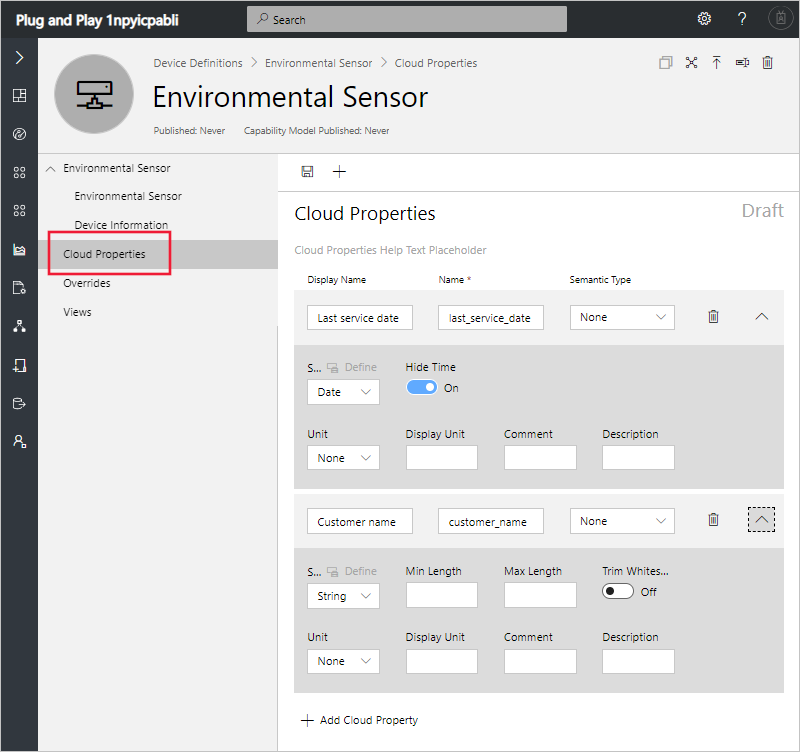 Plug and Play 1npyicpabli
Search
?
Device Definitions > Environmental Sensor > Cloud Properties
Environmental Sensor
Published: Never Capability Model Published: Never
Environmental Sensor
Environmental Sensor
Device Information
Cloud Properties
Overrides
Views
Cloud Properties Draft
Cloud Properties Help Text Placeholder
Display Name Name * Semantic Type
Last service date last_service_date None
S... Define Hide Time
Date On
Unit Display Unit Comment Description
None
Customer name customer_name None
S... Define Min Length Max Length Trim Whites...
String Off
Unit Display Unit Comment Description
None
+ Add Cloud Property